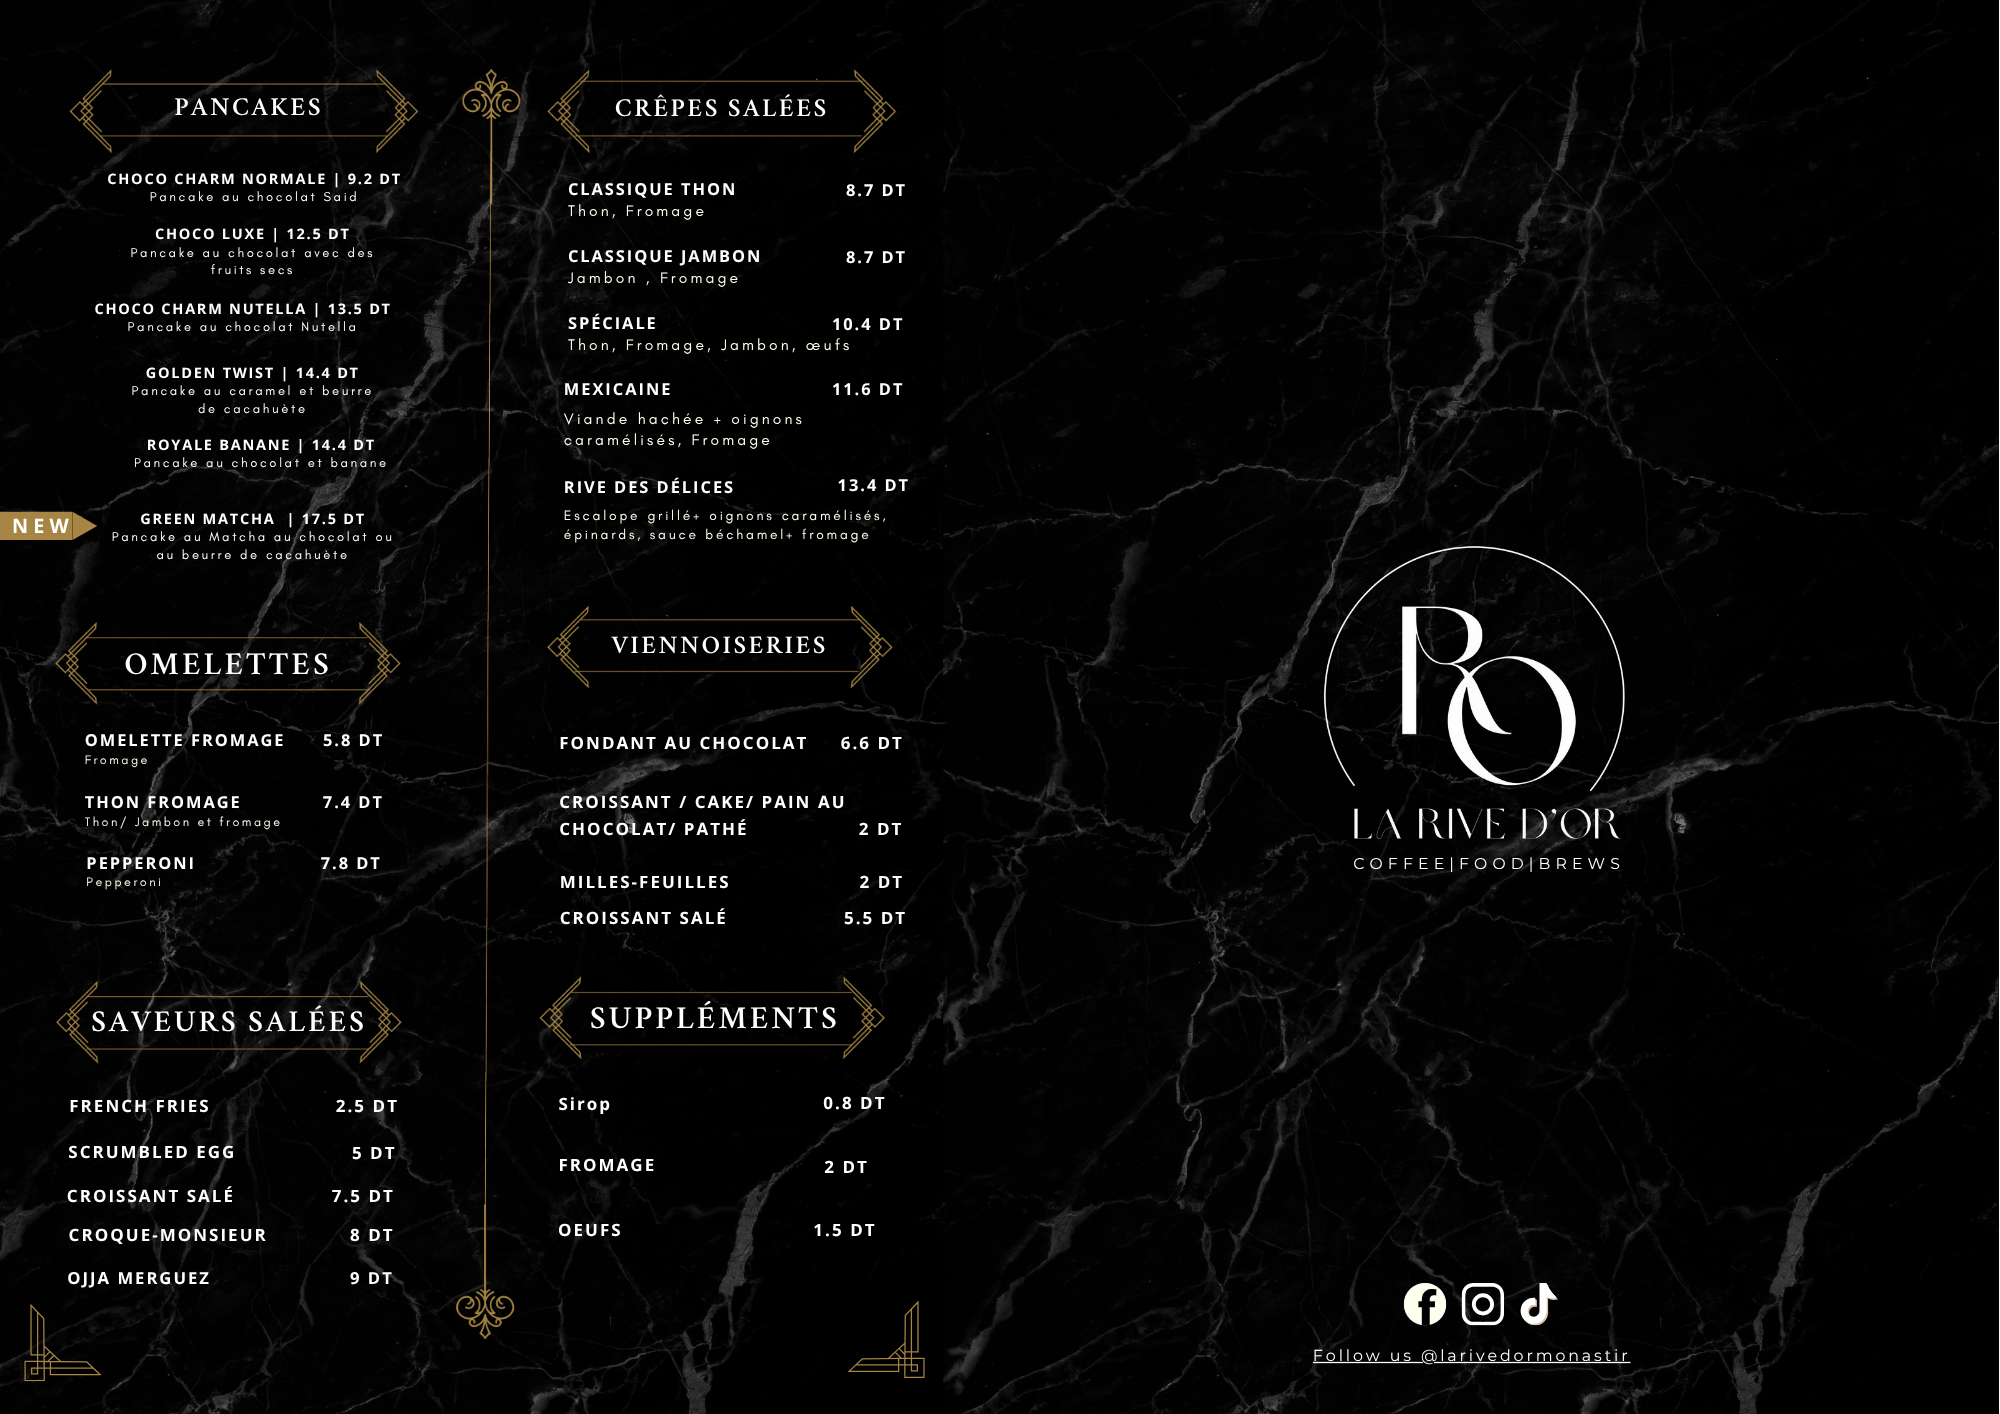 PANCAKES
CHOCO CHARM NORMALE | 9.2 DT
Pancake au chocolat Said
CHOCO LUXE | 12.5 DT
Pancake au chocolat avec des
fruits secs
CHOCO CHARM NUTELLA | 13.5 DT
Pancake au chocolat Nutella
GOLDEN TWIST | 14.4 DT
Pancake au caramel et beurre
de cacahuète
ROYALE BANANE | 14.4 DT
Pancake au chocolat et banane
NEW
GREEN MATCHA | 17.5 DT
Pancake au Matcha au chocolat ou
au beurre de cacahuète
OMELETTES
OMELETTE FROMAGE 5.8 DT
Fromage
THON FROMAGE 7.4 DT
Thon/ Jambon et fromage
PEPPERONI 7.8 DT
Pepperoni
SAVEURS SALÉES
FRENCH FRIES 2.5 DT
SCRUMBLED EGG 5 DT
CROISSANT SALÉ 7.5 DT
CROQUE-MONSIEUR 8 DT
OJJA MERGUEZ 9 DT
CRÊPES SALÉES
CLASSIQUE THON 8.7 DT
Thon, Fromage
CLASSIQUE JAMBON 8.7 DT
Jambon , Fromage
SPÉCIALE 10.4 DT
Thon, Fromage, Jambon, œufs
MEXICAINE 11.6 DT
Viande hachée + oignons
caramélisés, Fromage
RIVE DES DÉLICES 13.4 DT
Escalope grillé+ oignons caramélisés,
épinards, sauce béchamel+ fromage
VIENNOISERIES
FONDANT AU CHOCOLAT 6.6 DT
CROISSANT / CAKE/ PAIN AU
CHOCOLAT/ PATHÉ 2 DT
MILLES-FEUILLES 2 DT
CROISSANT SALÉ 5.5 DT
SUPPLÉMENTS
Sirop 0.8 DT
FROMAGE 2 DT
OEUFS 1.5 DT
RO
LA RIVE D'OR
COFFEE|FOOD|BREWS
Follow us @larivedormonastir